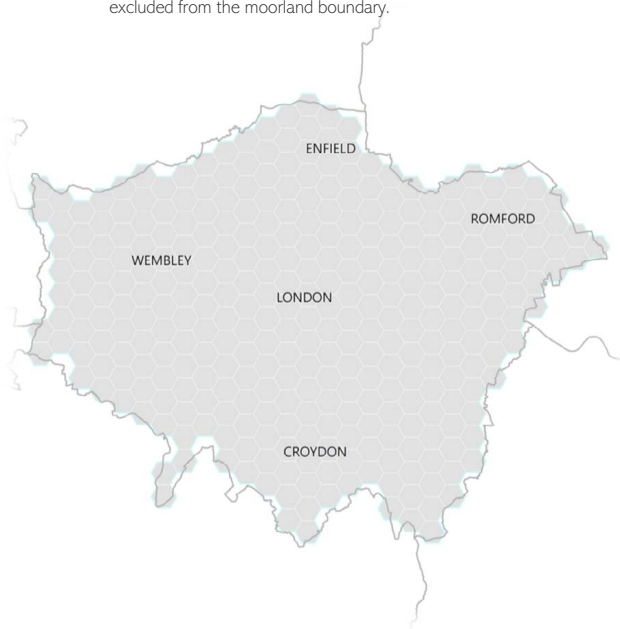 excluded from the moorland boundary.
ENFIELD
ROMFORD
WEMBLEY
LONDON
CROYDON